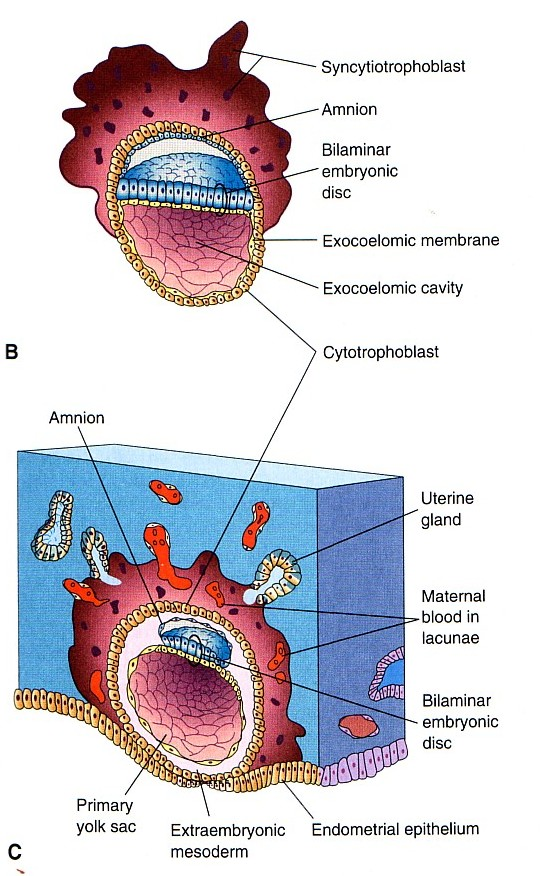 Syncytiotrophoblast
Amnion
Bilaminar
embryonic
disc
Exocoelomic membrane
Exocoelomic cavity
B
Cytotrophoblast
Amnion
Uterine
gland
Maternal
blood in
lacunae
Bilaminar
embryonic
disc
Primary
yolk sac
Extraembryonic
mesoderm
Endometrial epithelium
C